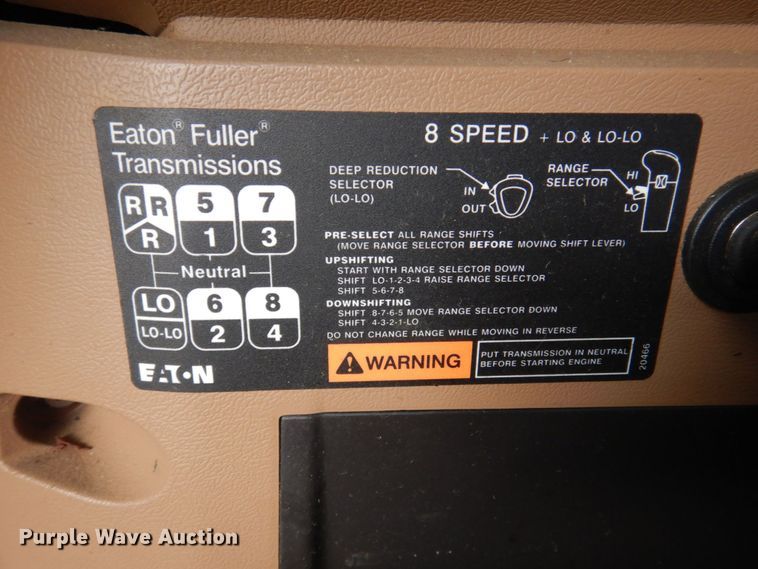 Eaton® Fuller®
Transmissions
8 SPEED + LO & LO-LO
DEEP REDUCTION
SELECTOR
(LO-LO)
IN
OUT
RANGE
SELECTOR
HI
LO
R R
R
5
1
7
3
Neutral
LO
LO-LO
6
2
8
4
PRE-SELECT ALL RANGE SHIFTS
(MOVE RANGE SELECTOR BEFORE MOVING SHIFT LEVER)
UPSHIFTING
START WITH RANGE SELECTOR DOWN
SHIFT LO-1-2-3-4 RAISE RANGE SELECTOR
SHIFT 5-6-7-8
DOWNSHIFTING
SHIFT 8-7-6-5 MOVE RANGE SELECTOR DOWN
SHIFT 4-3-2-1-LO
DO NOT CHANGE RANGE WHILE MOVING IN REVERSE
WARNING
PUT TRANSMISSION IN NEUTRAL
BEFORE STARTING ENGINE
20466
EATON
Purple Wave Auction